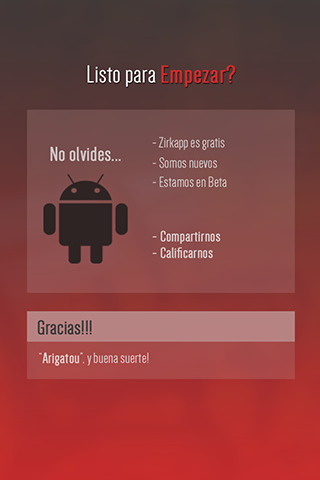 Listo para Empezar?
No olvides...
- Zirkapp es gratis
- Somos nuevos
- Estamos en Beta
- Compartirnos
- Calificarnos
Gracias!!!
"Arigatou", y buena suerte!